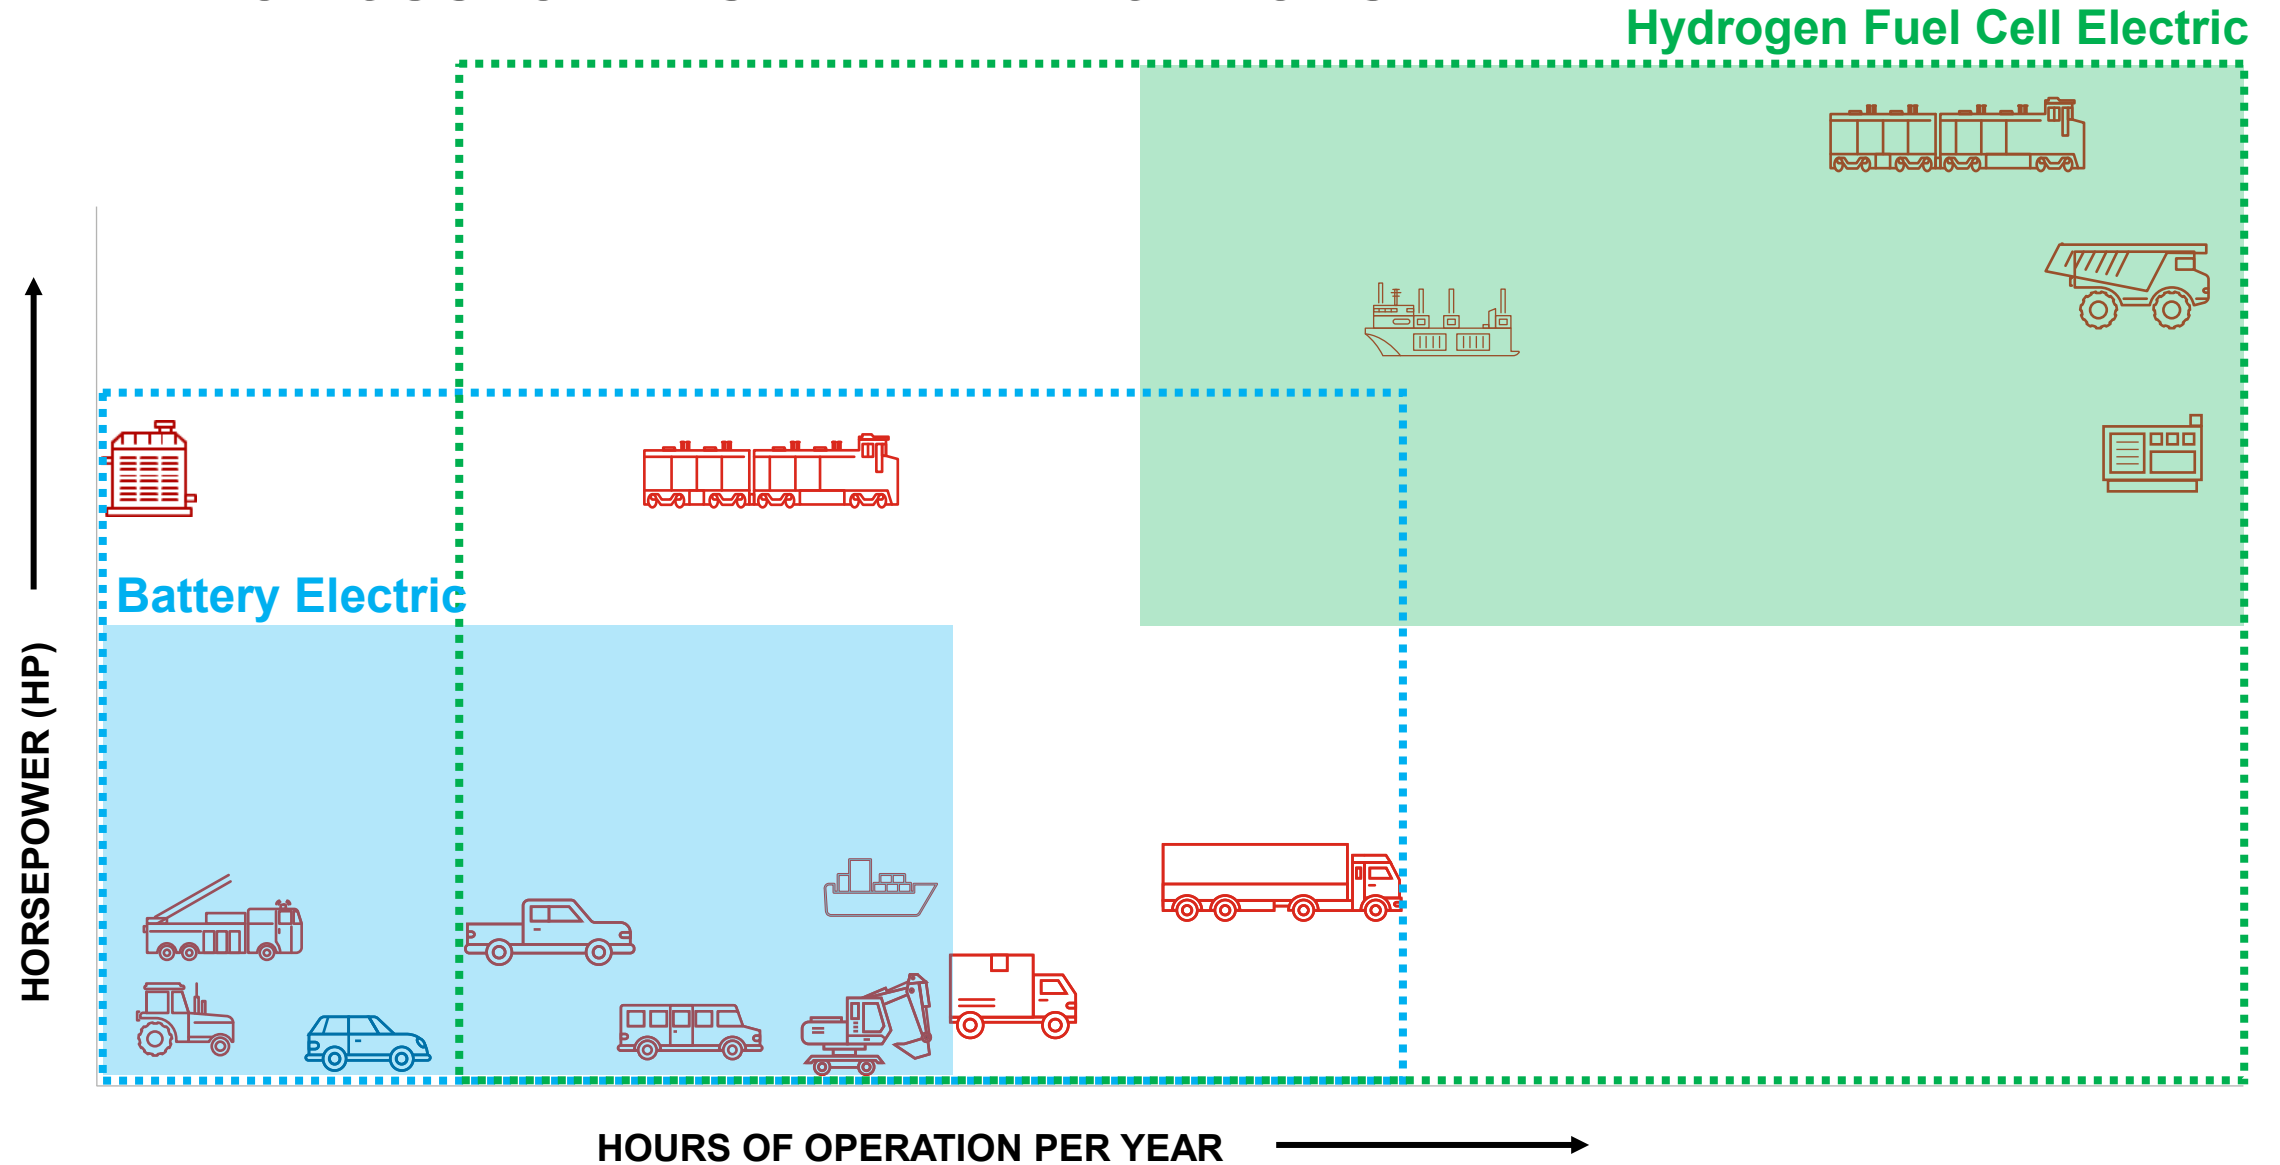 Hydrogen Fuel Cell Electric
Battery Electric
HORSEPOWER (HP)
HOURS OF OPERATION PER YEAR